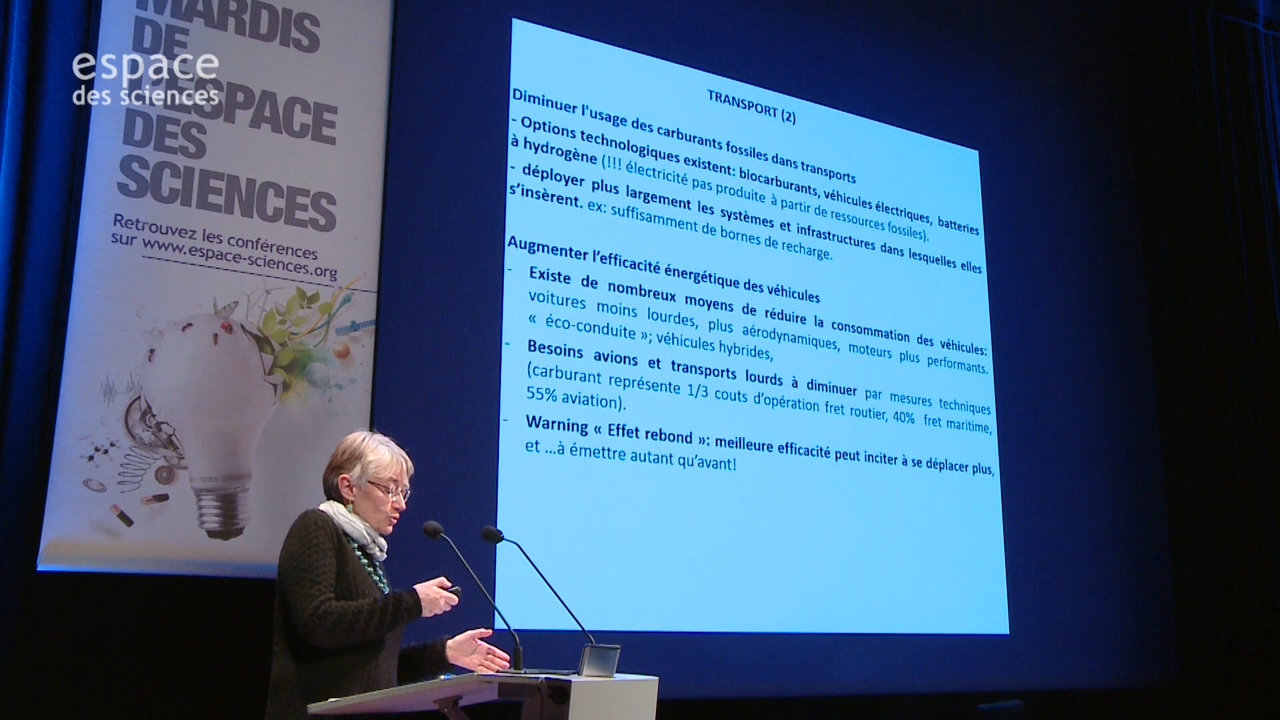 MARDIS
DE
L'ESPACE
DES
SCIENCES
Retrouvez les conférences
sur www.espace-sciences.org
espace
des sciences
TRANSPORT (2)
Diminuer l'usage des carburants fossiles dans transports
- Options technologiques existent: biocarburants, véhicules électriques, batteries
à hydrogène (!!! électricité pas produite à partir de ressources fossiles).
- déployer plus largement les systèmes et infrastructures dans lesquelles elles
s’insèrent. ex: suffisamment de bornes de recharge.
Augmenter l’efficacité énergétique des véhicules
- Existe de nombreux moyens de réduire la consommation des véhicules:
voitures moins lourdes, plus aérodynamiques, moteurs plus performants.
« éco-conduite »; véhicules hybrides,
- Besoins avions et transports lourds à diminuer par mesures techniques
(carburant représente 1/3 couts d’opération fret routier, 40% fret maritime,
55% aviation).
- Warning « Effet rebond »: meilleure efficacité peut inciter à se déplacer plus,
et ...à émettre autant qu’avant!